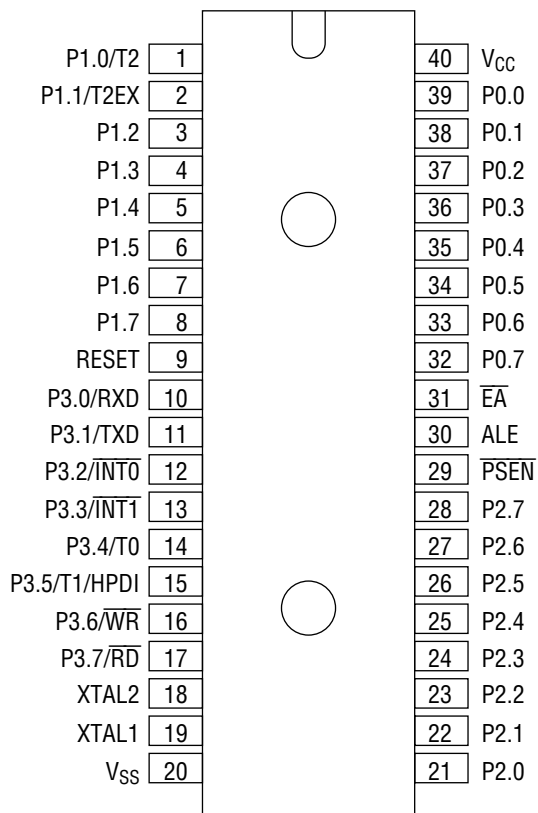 P1.0/T2 1 40 VCC
P1.1/T2EX 2 39 P0.0
P1.2 3 38 P0.1
P1.3 4 37 P0.2
P1.4 5 36 P0.3
P1.5 6 35 P0.4
P1.6 7 34 P0.5
P1.7 8 33 P0.6
RESET 9 32 P0.7
P3.0/RXD 10 31 E̅A̅
P3.1/TXD 11 30 ALE
P3.2/I̅N̅T̅0̅ 12 29 P̅S̅E̅N̅
P3.3/I̅N̅T̅1̅ 13 28 P2.7
P3.4/T0 14 27 P2.6
P3.5/T1/HPDI 15 26 P2.5
P3.6/W̅R̅ 16 25 P2.4
P3.7/R̅D̅ 17 24 P2.3
XTAL2 18 23 P2.2
XTAL1 19 22 P2.1
VSS 20 21 P2.0